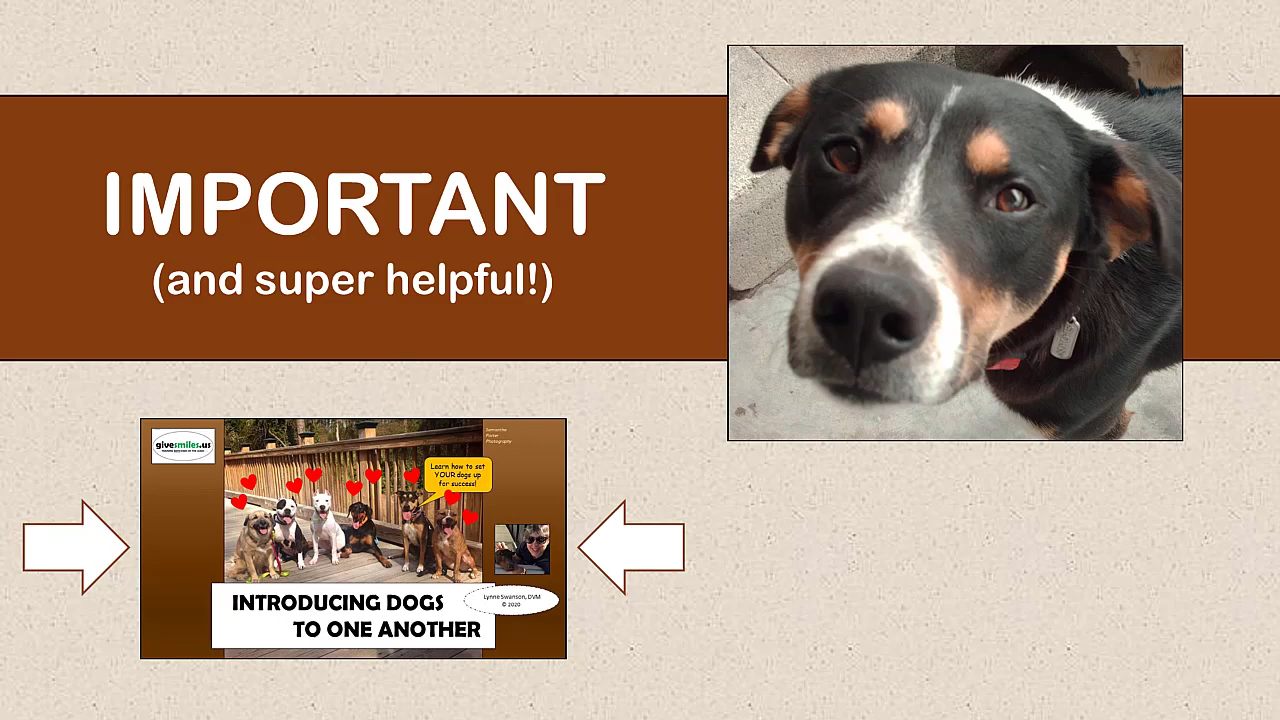 IMPORTANT
(and super helpful!)
givesmiles.us
Samantha
Porter
Photography
Learn how to set
YOUR dogs up
for success!
Lynne Swanson, DVM
© 2020
INTRODUCING DOGS
TO ONE ANOTHER